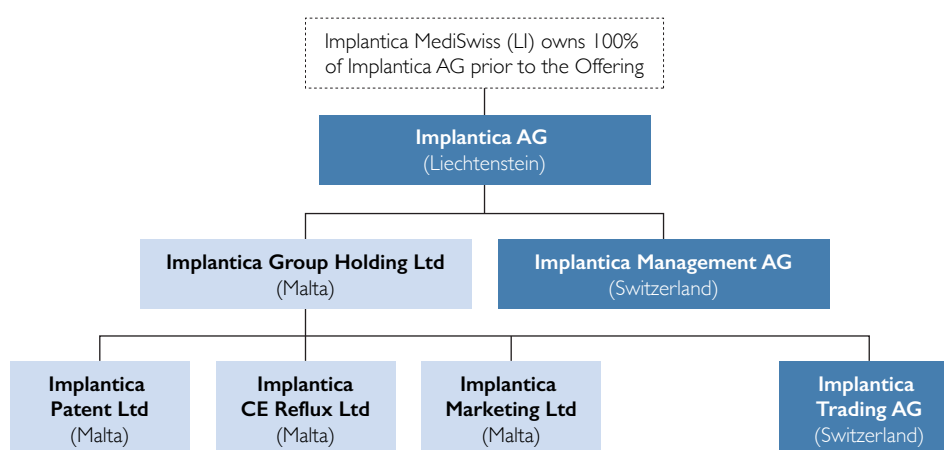 Implantica MediSwiss (LI) owns 100%
of Implantica AG prior to the Offering
Implantica AG
(Liechtenstein)
Implantica Group Holding Ltd
(Malta)
Implantica Management AG
(Switzerland)
Implantica
Patent Ltd
(Malta)
Implantica
CE Reflux Ltd
(Malta)
Implantica
Marketing Ltd
(Malta)
Implantica
Trading AG
(Switzerland)